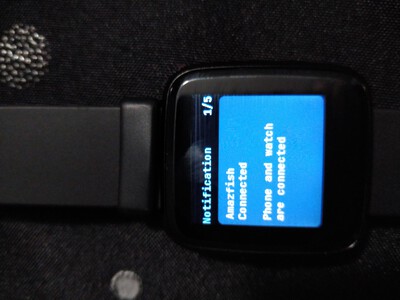 Notification 1/5
Amazfish
Connected
Phone and watch
are connected